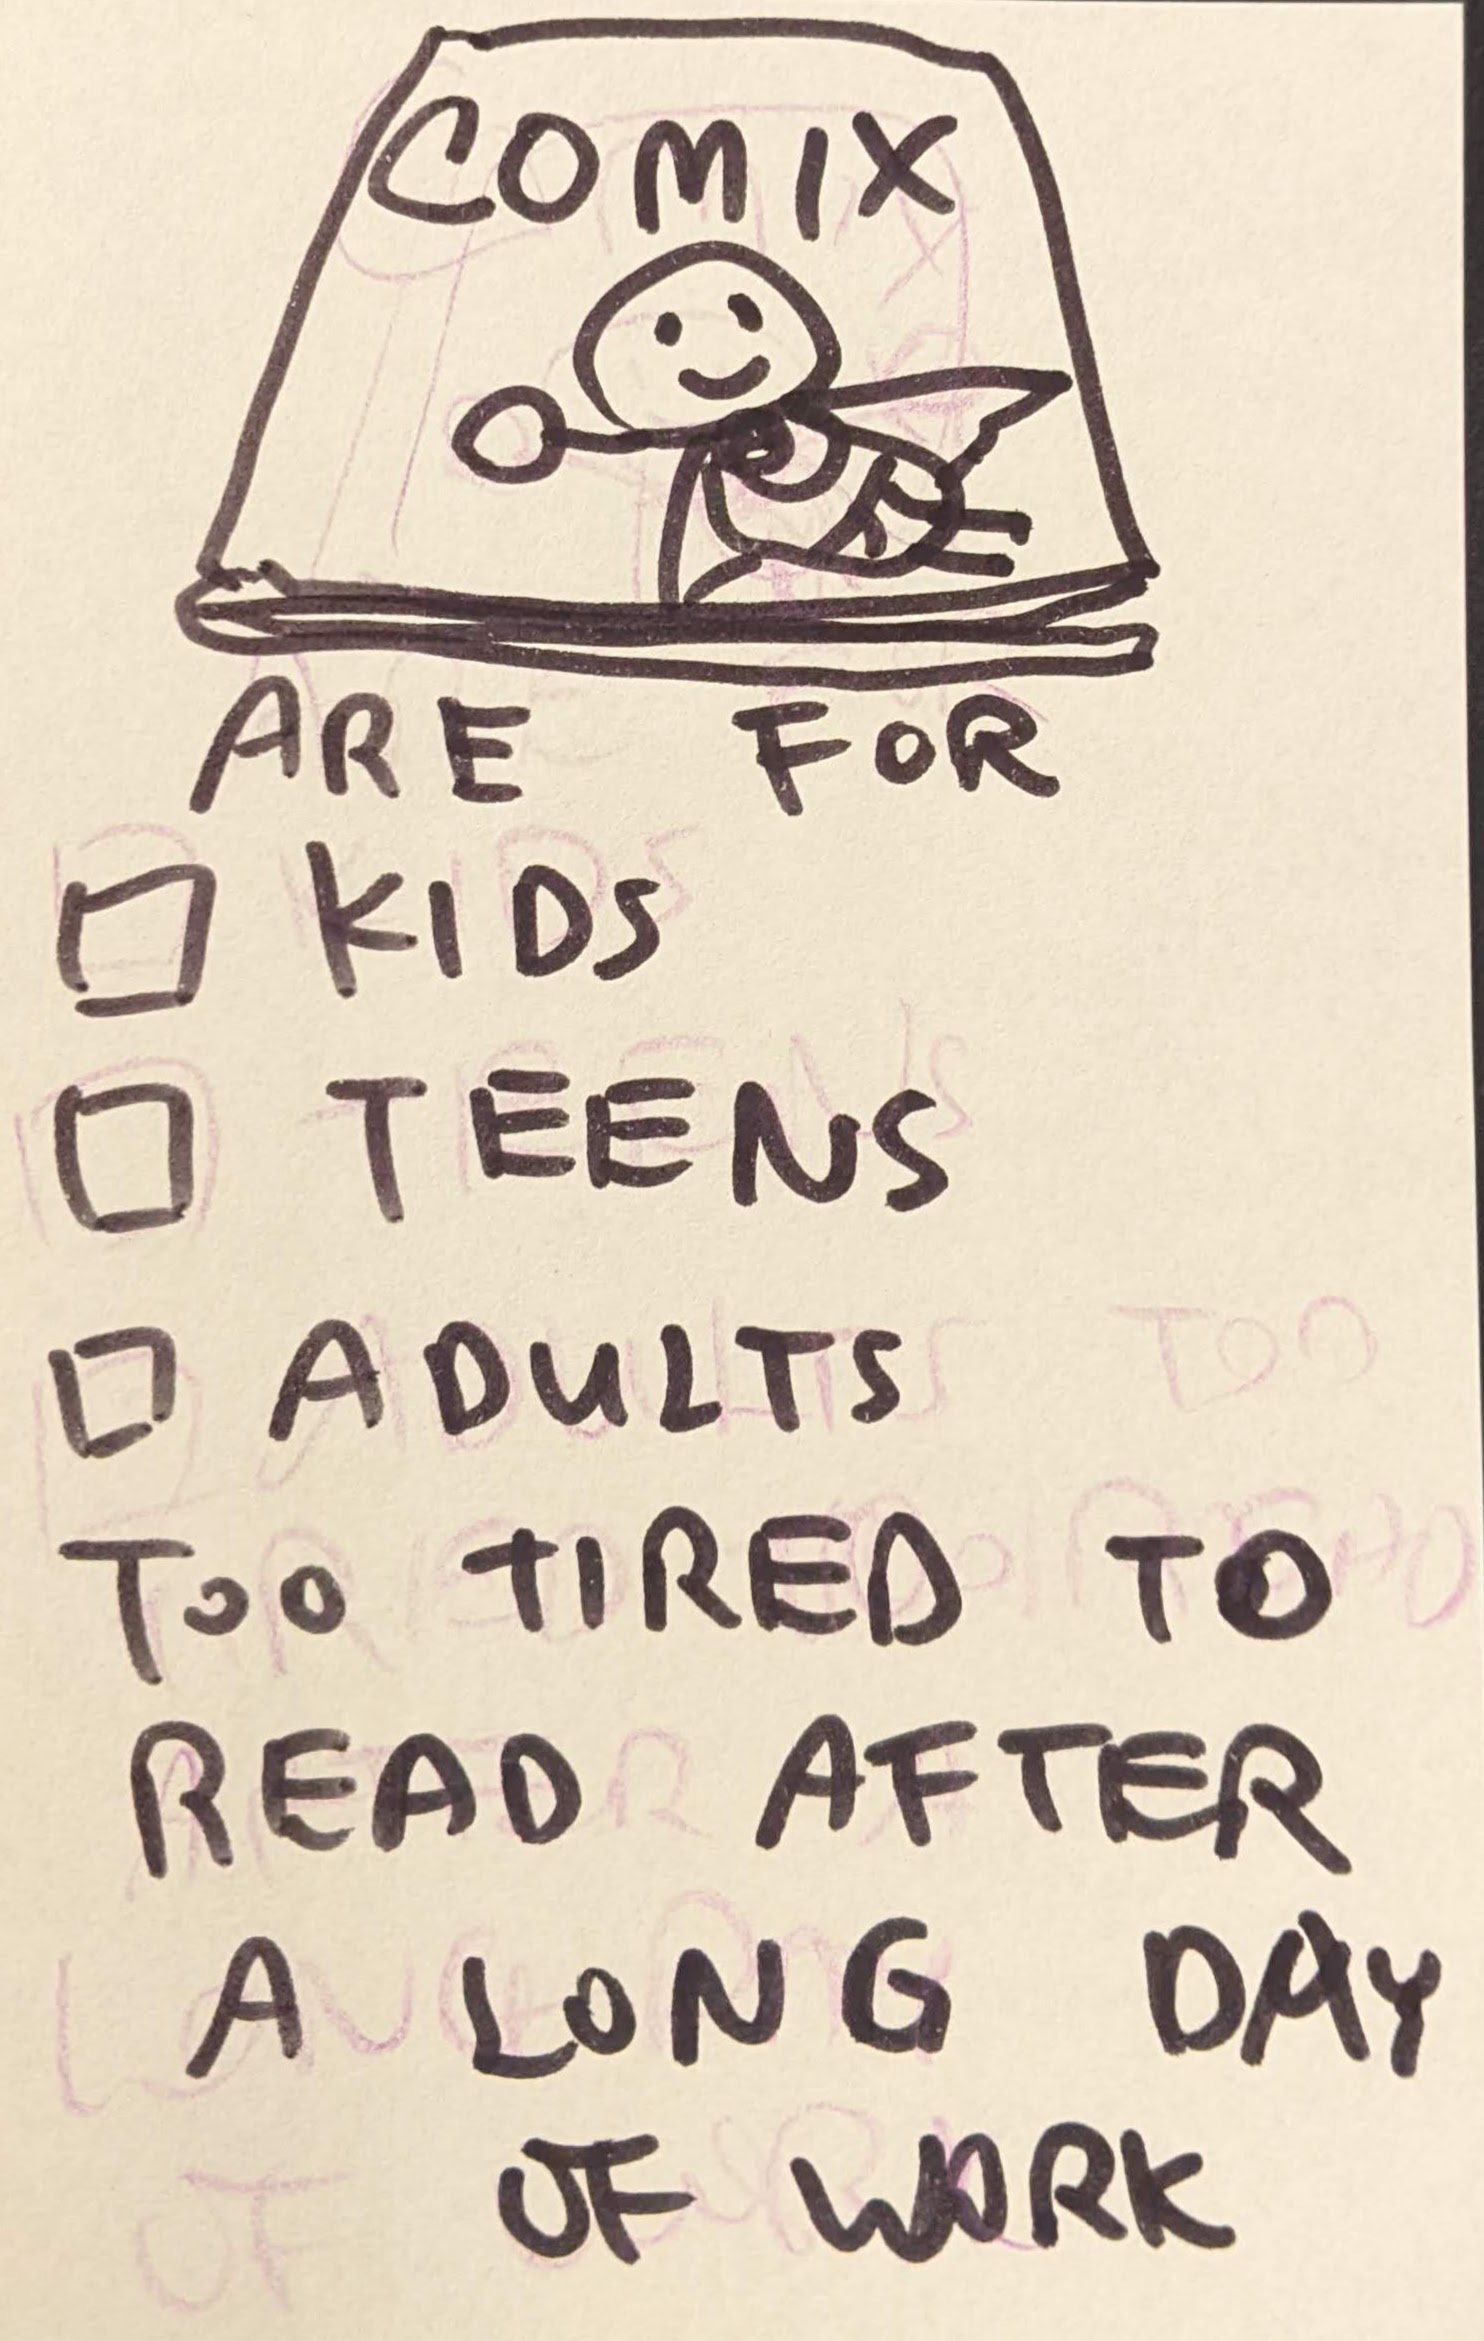 COMIX
ARE FOR
KIDS
TEENS
ADULTS
TOO TIRED TO
READ AFTER
A LONG DAY
OF WORK